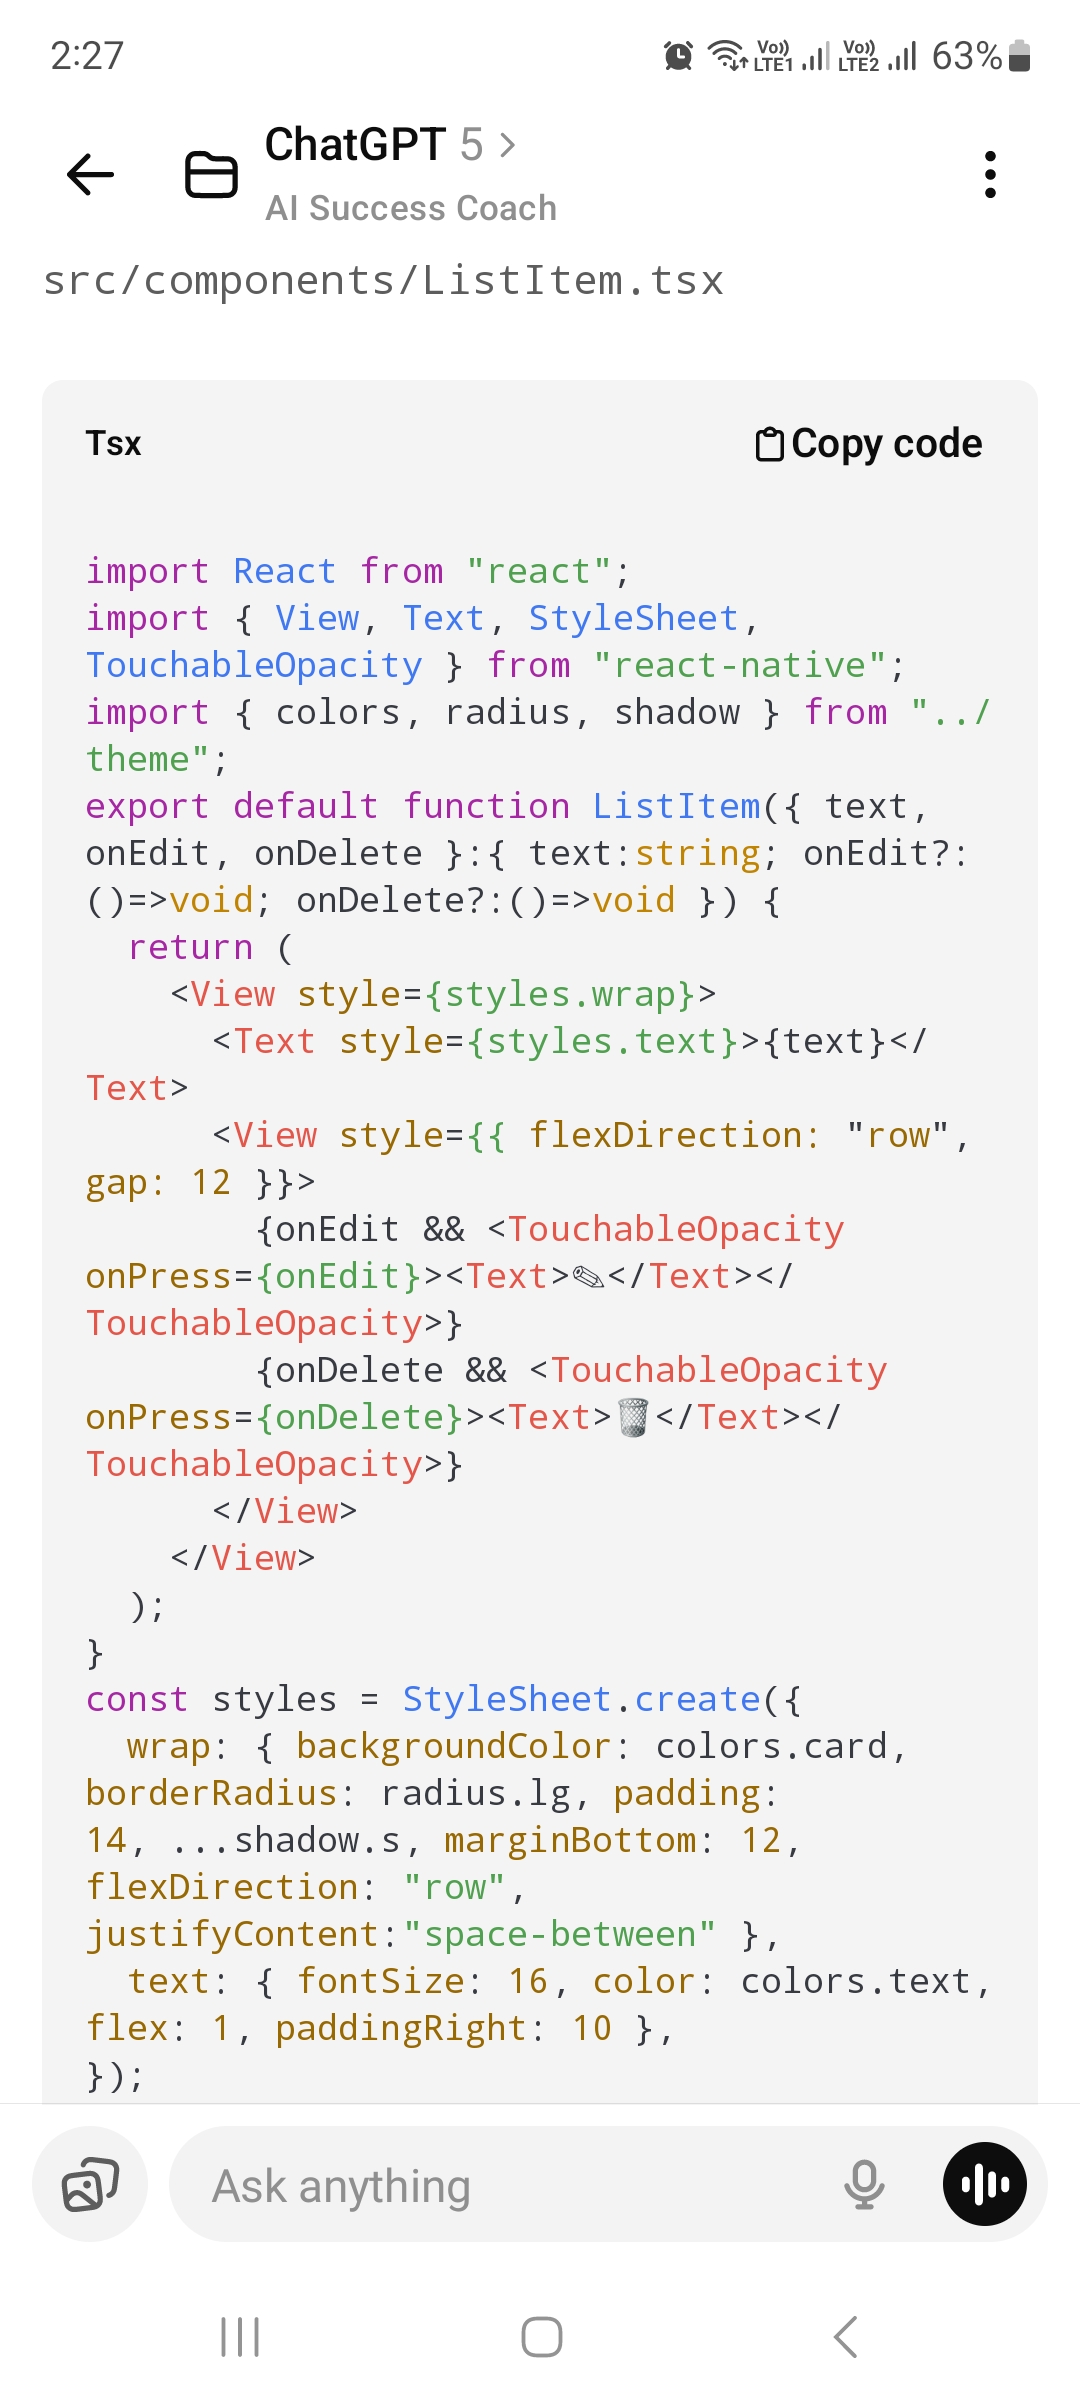 2:27
Vo)) LTE1 Vo)) LTE2 63%
ChatGPT 5 >
AI Success Coach
src/components/ListItem.tsx
Tsx
Copy code
import React from "react";
import { View, Text, StyleSheet,
TouchableOpacity } from "react-native";
import { colors, radius, shadow } from "../
theme";
export default function ListItem({ text,
onEdit, onDelete }:{ text:string; onEdit?:
()=>void; onDelete?:()=>void }) {
  return (
    <View style={styles.wrap}>
      <Text style={styles.text}>{text}</
Text>
      <View style={{ flexDirection: "row",
gap: 12 }}>
        {onEdit && <TouchableOpacity
onPress={onEdit}><Text>✎</Text></
TouchableOpacity>}
        {onDelete && <TouchableOpacity
onPress={onDelete}><Text>🗑️</Text></
TouchableOpacity>}
      </View>
    </View>
  );
}
const styles = StyleSheet.create({
  wrap: { backgroundColor: colors.card,
borderRadius: radius.lg, padding:
14, ...shadow.s, marginBottom: 12,
flexDirection: "row",
justifyContent:"space-between" },
  text: { fontSize: 16, color: colors.text,
flex: 1, paddingRight: 10 },
});
Ask anything